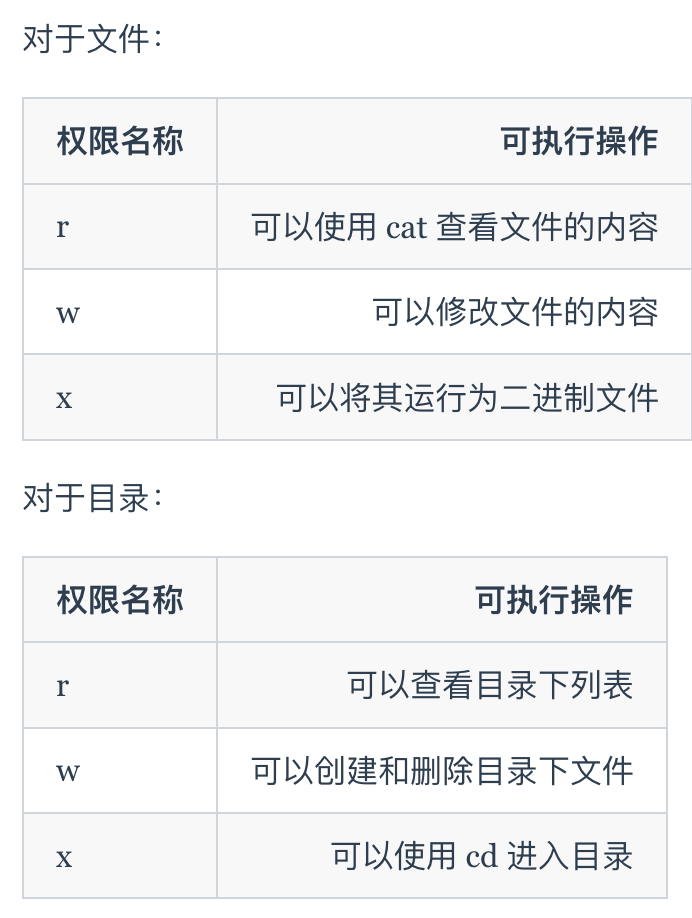 对于文件：
权限名称 可执行操作
r 可以使用 cat 查看文件的内容
w 可以修改文件的内容
x 可以将其运行为二进制文件
对于目录：
权限名称 可执行操作
r 可以查看目录下列表
w 可以创建和删除目录下文件
x 可以使用 cd 进入目录